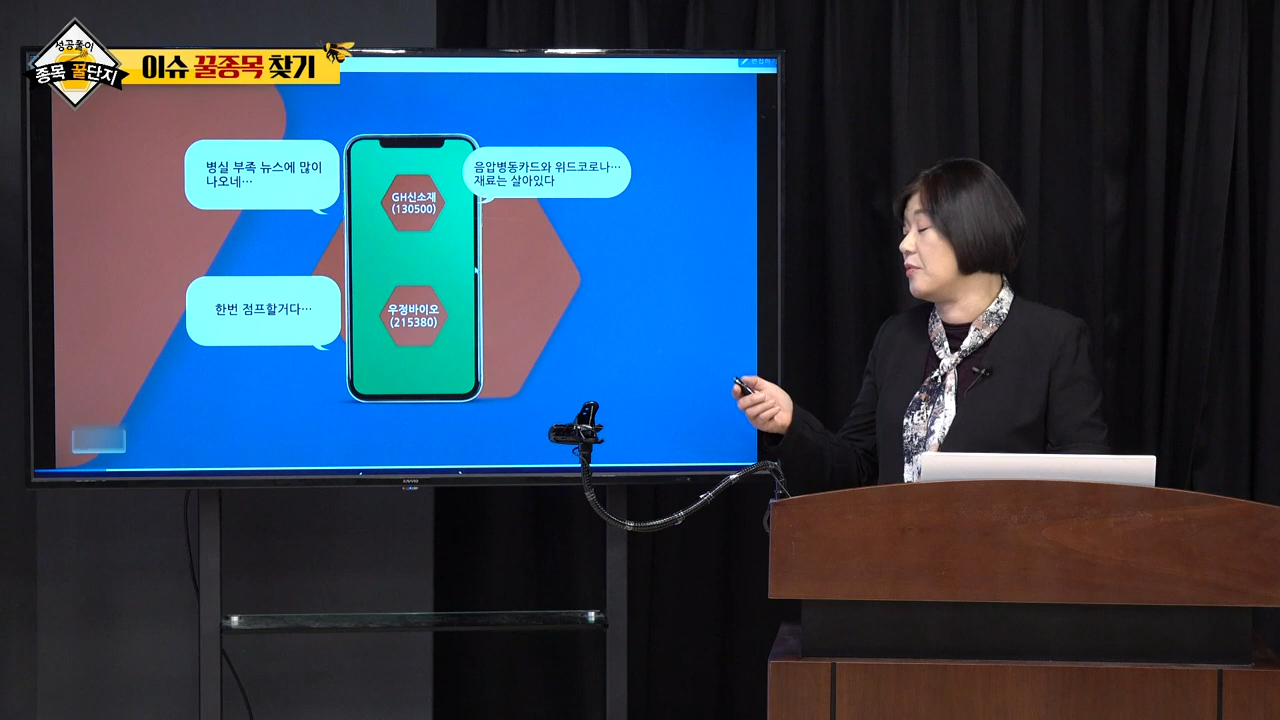 성공풀이
종목 꿀단지
이슈 꿀종목 찾기
병실 부족 뉴스에 많이
나오네…
음압병동카드와 위드코로나…
재료는 살아있다
GH신소재
(130500)
한번 점프할거다…
우정바이오
(215380)